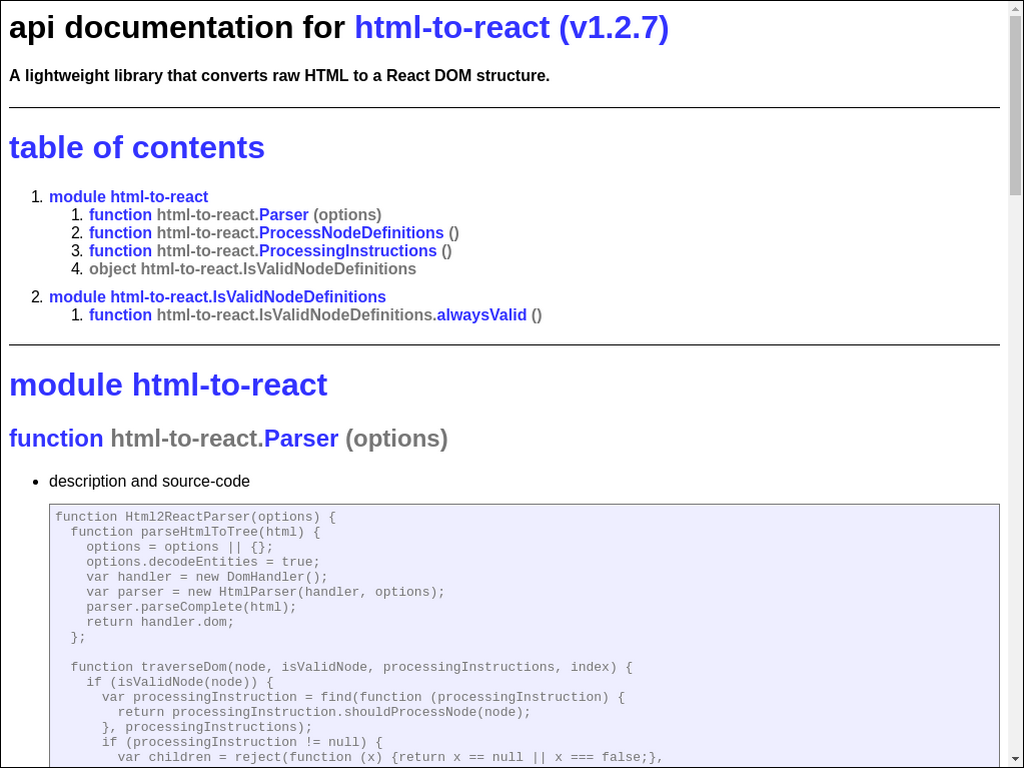 api documentation for html-to-react (v1.2.7)
A lightweight library that converts raw HTML to a React DOM structure.
table of contents
1. module html-to-react
1. function html-to-react.Parser (options)
2. function html-to-react.ProcessNodeDefinitions ()
3. function html-to-react.ProcessingInstructions ()
4. object html-to-react.IsValidNodeDefinitions
2. module html-to-react.IsValidNodeDefinitions
1. function html-to-react.IsValidNodeDefinitions.alwaysValid ()
module html-to-react
function html-to-react.Parser (options)
• description and source-code
function Html2ReactParser(options) {
  function parseHtmlToTree(html) {
    options = options || {};
    options.decodeEntities = true;
    var handler = new DomHandler();
    var parser = new HtmlParser(handler, options);
    parser.parseComplete(html);
    return handler.dom;
  };
  function traverseDom(node, isValidNode, processingInstructions, index) {
    if (isValidNode(node)) {
      var processingInstruction = find(function (processingInstruction) {
        return processingInstruction.shouldProcessNode(node);
      }, processingInstructions);
      if (processingInstruction != null) {
        var children = reject(function (x) {return x == null || x === false;},